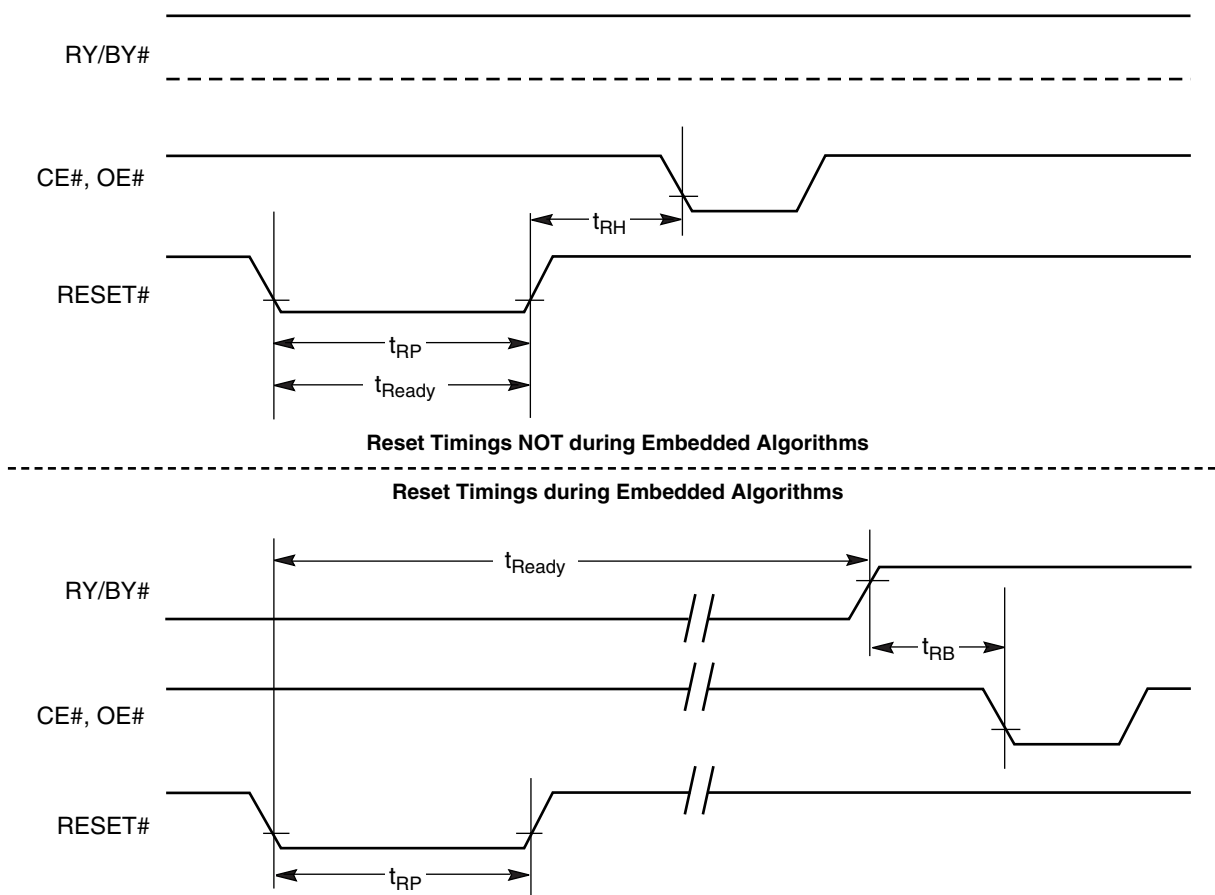 RY/BY#
CE#, OE#
tRH
RESET#
tRP
tReady
Reset Timings NOT during Embedded Algorithms
Reset Timings during Embedded Algorithms
tReady
RY/BY#
tRB
CE#, OE#
RESET#
tRP